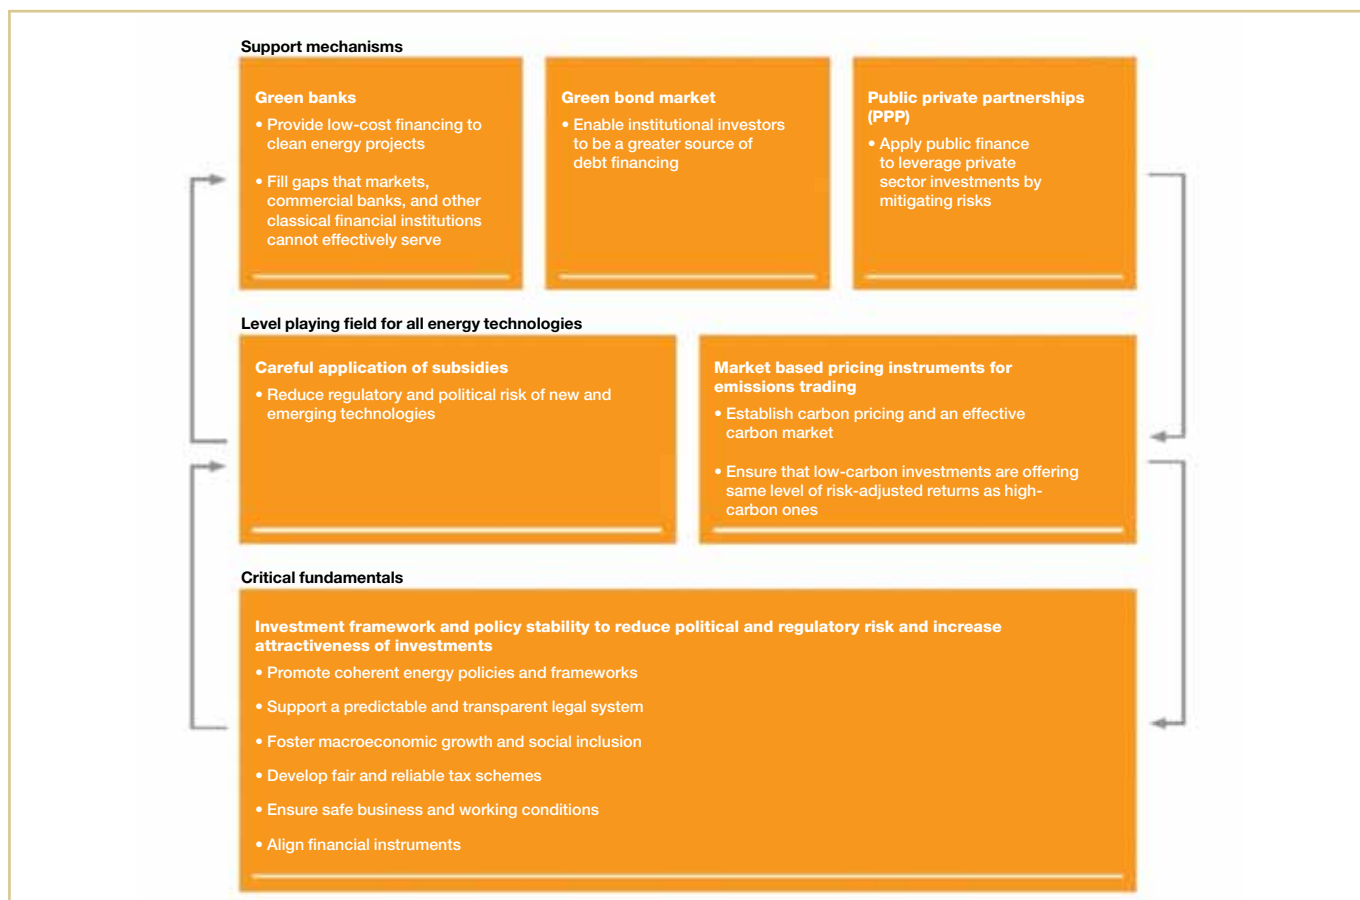 Support mechanisms
Green banks
• Provide low-cost financing to
clean energy projects
• Fill gaps that markets,
commercial banks, and other
classical financial institutions
cannot effectively serve
Green bond market
• Enable institutional investors
to be a greater source of
debt financing
Public private partnerships
(PPP)
• Apply public finance
to leverage private
sector investments by
mitigating risks
Level playing field for all energy technologies
Careful application of subsidies
• Reduce regulatory and political risk of new and
emerging technologies
Market based pricing instruments for
emissions trading
• Establish carbon pricing and an effective
carbon market
• Ensure that low-carbon investments are offering
same level of risk-adjusted returns as high-
carbon ones
Critical fundamentals
Investment framework and policy stability to reduce political and regulatory risk and increase
attractiveness of investments
• Promote coherent energy policies and frameworks
• Support a predictable and transparent legal system
• Foster macroeconomic growth and social inclusion
• Develop fair and reliable tax schemes
• Ensure safe business and working conditions
• Align financial instruments